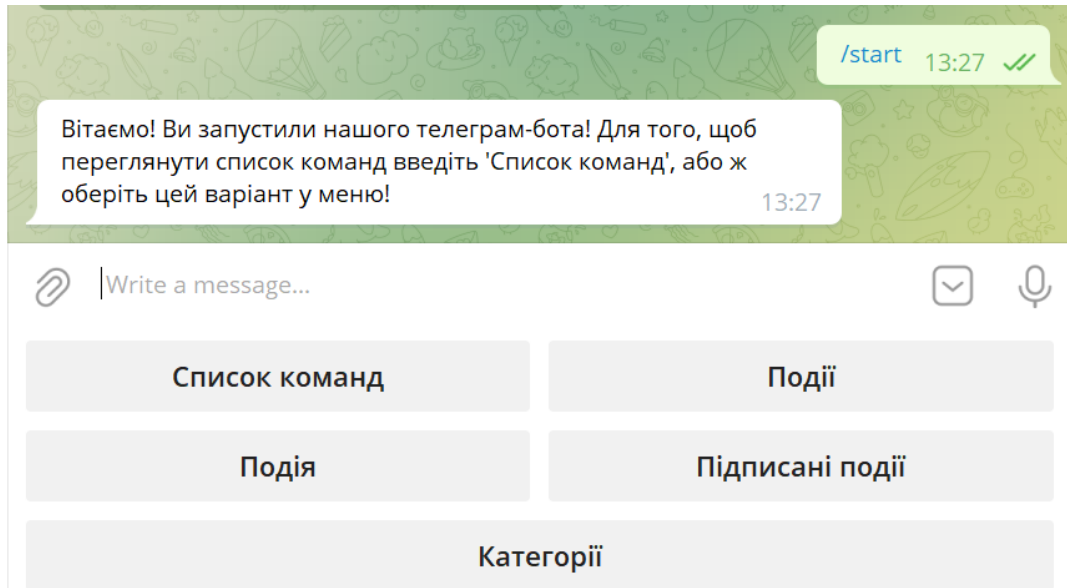 /start 13:27
Вітаємо! Ви запустили нашого телеграм-бота! Для того, щоб
переглянути список команд введіть 'Список команд', або ж
оберіть цей варіант у меню!
13:27
Write a message...
Список команд
Події
Подія
Підписані події
Категорії